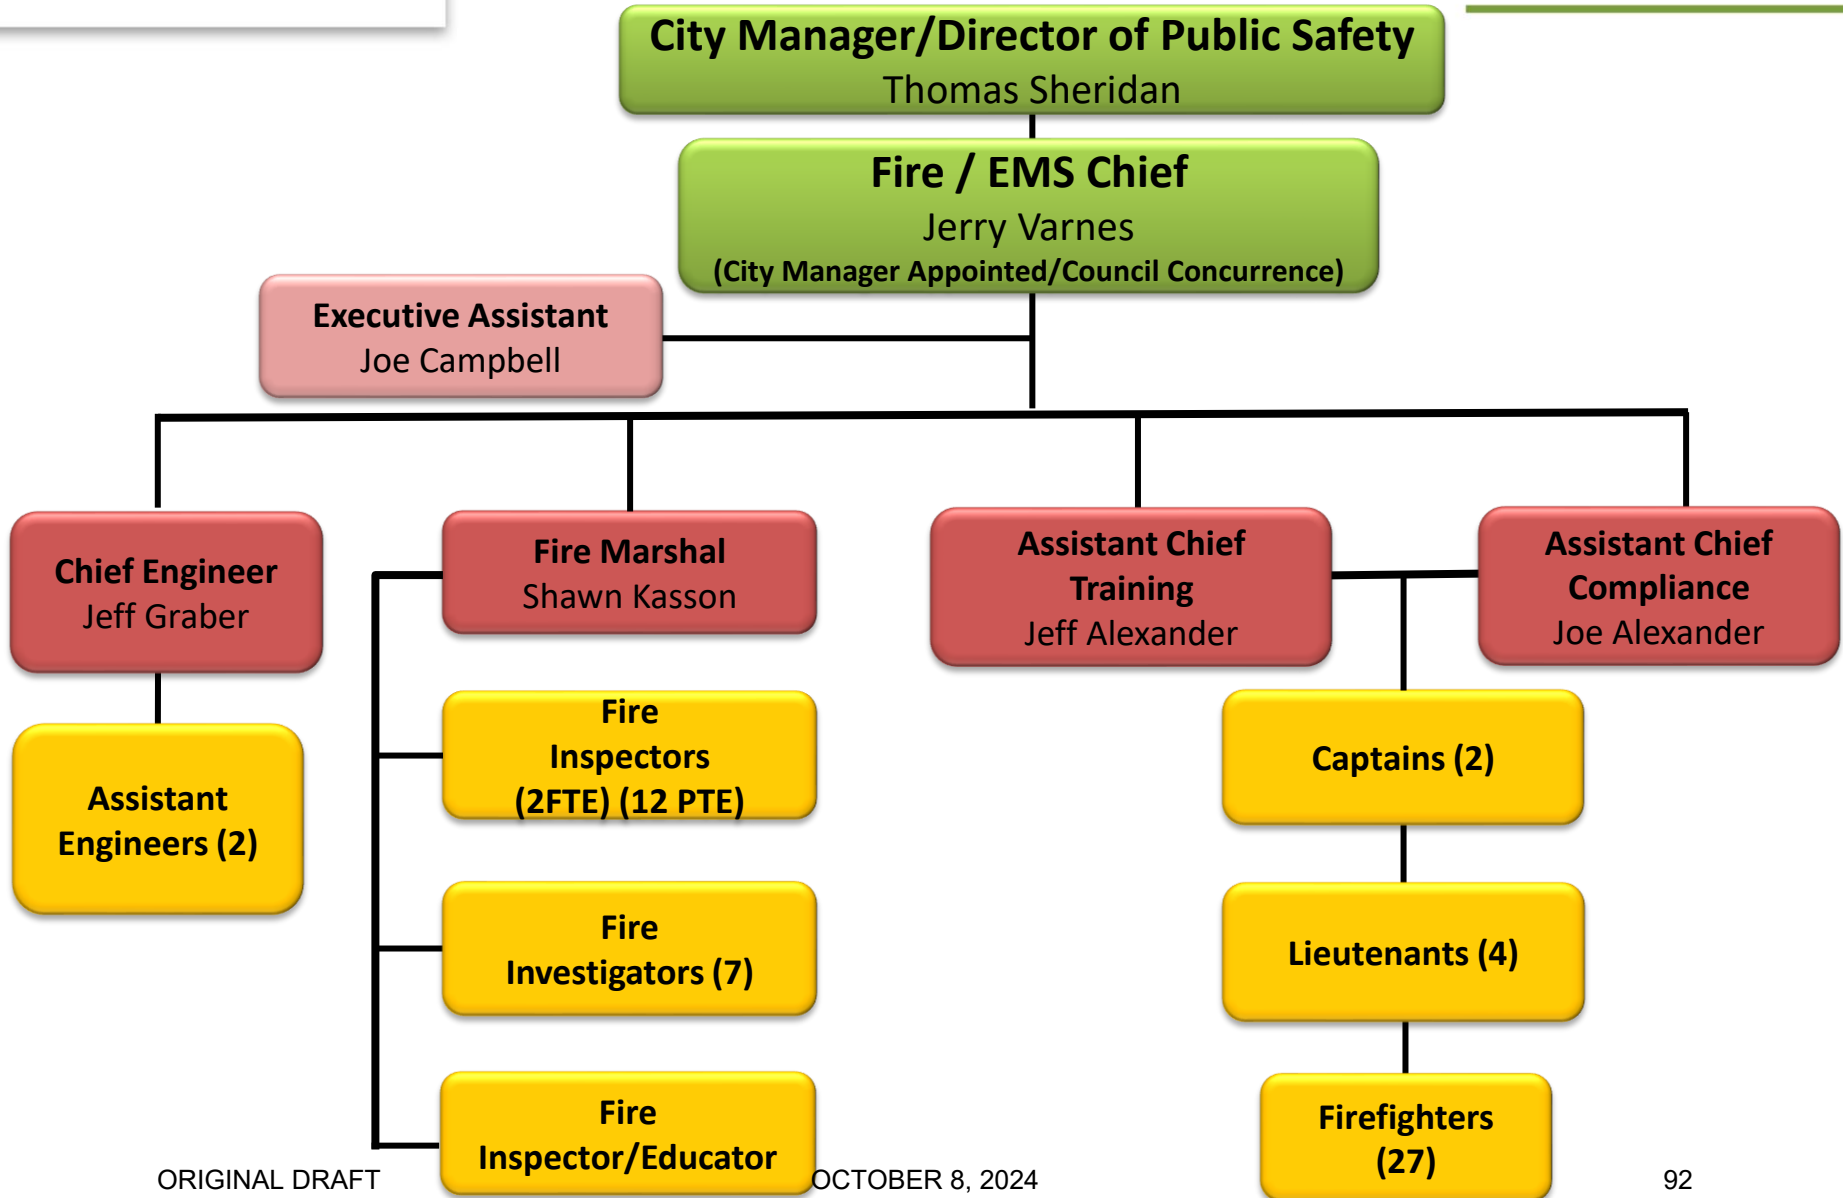 City Manager/Director of Public Safety
Thomas Sheridan
Fire / EMS Chief
Jerry Varnes
(City Manager Appointed/Council Concurrence)
Executive Assistant
Joe Campbell
Chief Engineer
Jeff Graber
Fire Marshal
Shawn Kasson
Assistant Chief
Training
Jeff Alexander
Assistant Chief
Compliance
Joe Alexander
Assistant
Engineers (2)
Fire
Inspectors
(2FTE) (12 PTE)
Fire
Investigators (7)
Fire
Inspector/Educator
Captains (2)
Lieutenants (4)
Firefighters
(27)
ORIGINAL DRAFT
OCTOBER 8, 2024
92